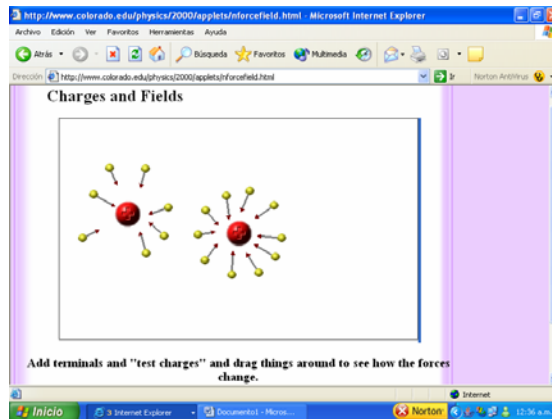 http://www.colorado.edu/physics/2000/applets/nforcefield.html - Microsoft Internet Explorer
Archivo Edición Ver Favoritos Herramientas Ayuda
Atrás Búsqueda Favoritos Multimedia
Dirección http://www.colorado.edu/physics/2000/applets/nforcefield.html Ir Norton AntiVirus
Charges and Fields
Add terminals and "test charges" and drag things around to see how the forces
change.
Internet
Inicio 3 Internet Explorer Documento1 - Micros... Norton 12:36 a.m.